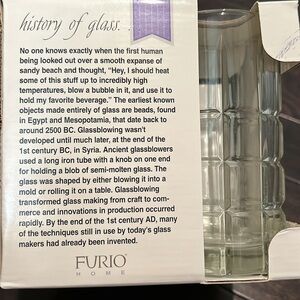 history of glass. . .
No one knows exactly when the first human
being looked out over a smooth expanse of
sandy beach and thought, "Hey, I should heat
some of this stuff up to incredibly high
temperatures, blow a bubble in it, and use it to
hold my favorite beverage." The earliest known
objects made entirely of glass are beads, found
in Egypt and Mesopotamia, that date back to
around 2500 BC. Glassblowing wasn't
developed until much later, at the end of the
1st century BC, in Syria. Ancient glassblowers
used a long iron tube with a knob on one end
for holding a blob of semi-molten glass. The
glass was shaped by either blowing it into a
mold or rolling it on a table. Glassblowing
transformed glass making from craft to com-
merce and innovations in production occurred
rapidly. By the end of the 1st century AD, many
of the techniques still in use by today's glass
makers had already been invented.
FURIO
HOME